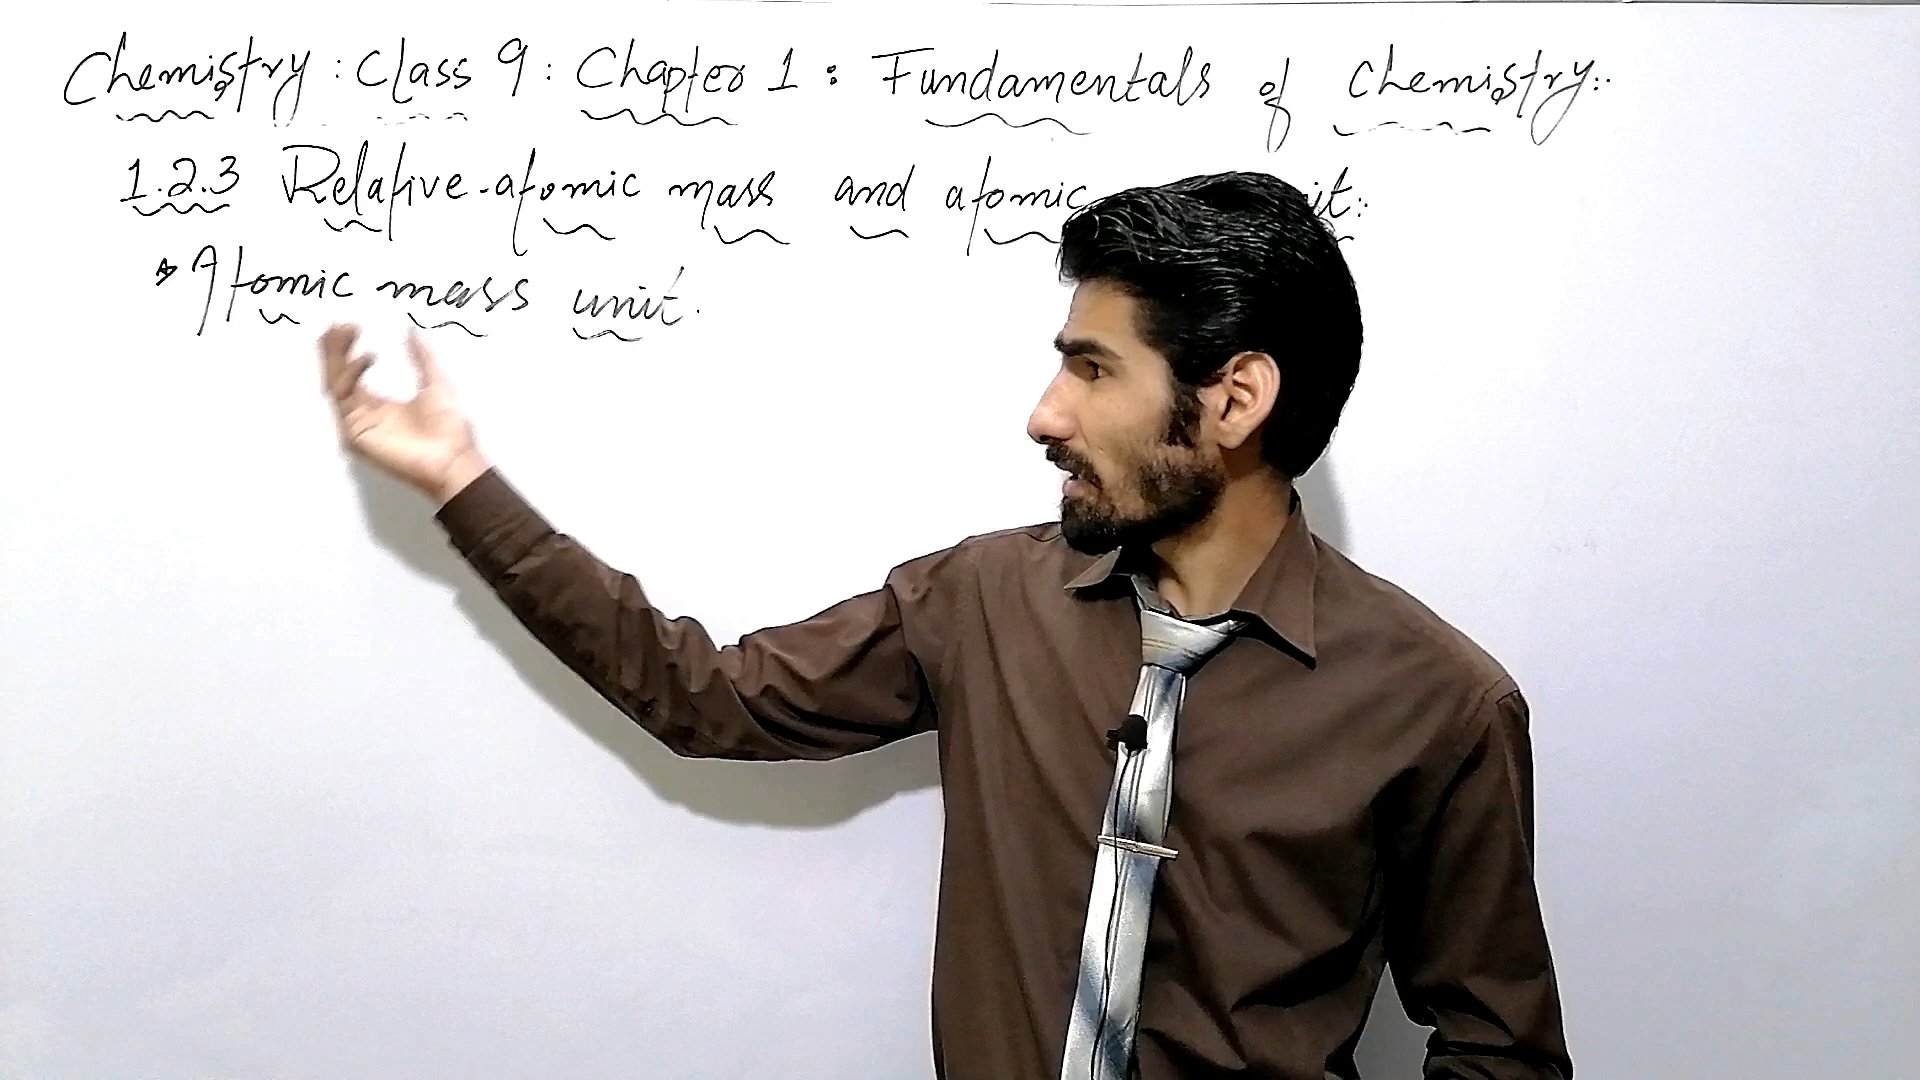 Chemistry : Class 9 : Chapter 1 : Fundamentals of Chemistry:.
1.2.3 Relative-atomic mass and atomic
* Atomic mass unit.